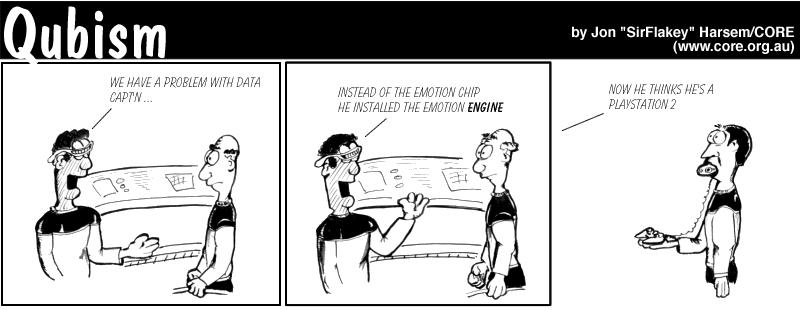 Qubism
by Jon "SirFlakey" Harsem/CORE
(www.core.org.au)
WE HAVE A PROBLEM WITH DATA
CAPT'N ...
INSTEAD OF THE EMOTION CHIP
HE INSTALLED THE EMOTION ENGINE
NOW HE THINKS HE'S A
PLAYSTATION 2